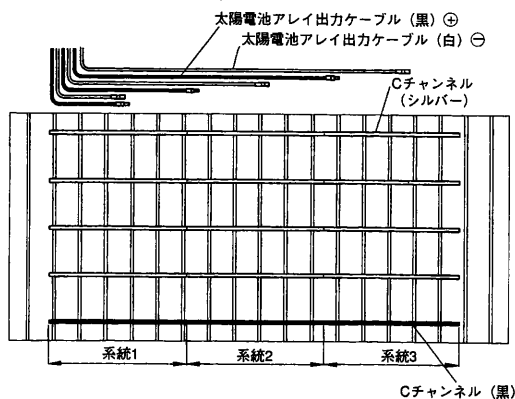 太陽電池アレイ出力ケーブル（黒）⊕
太陽電池アレイ出力ケーブル（白）⊖
Cチャンネル
（シルバー）
系統1
系統2
系統3
Cチャンネル（黒）